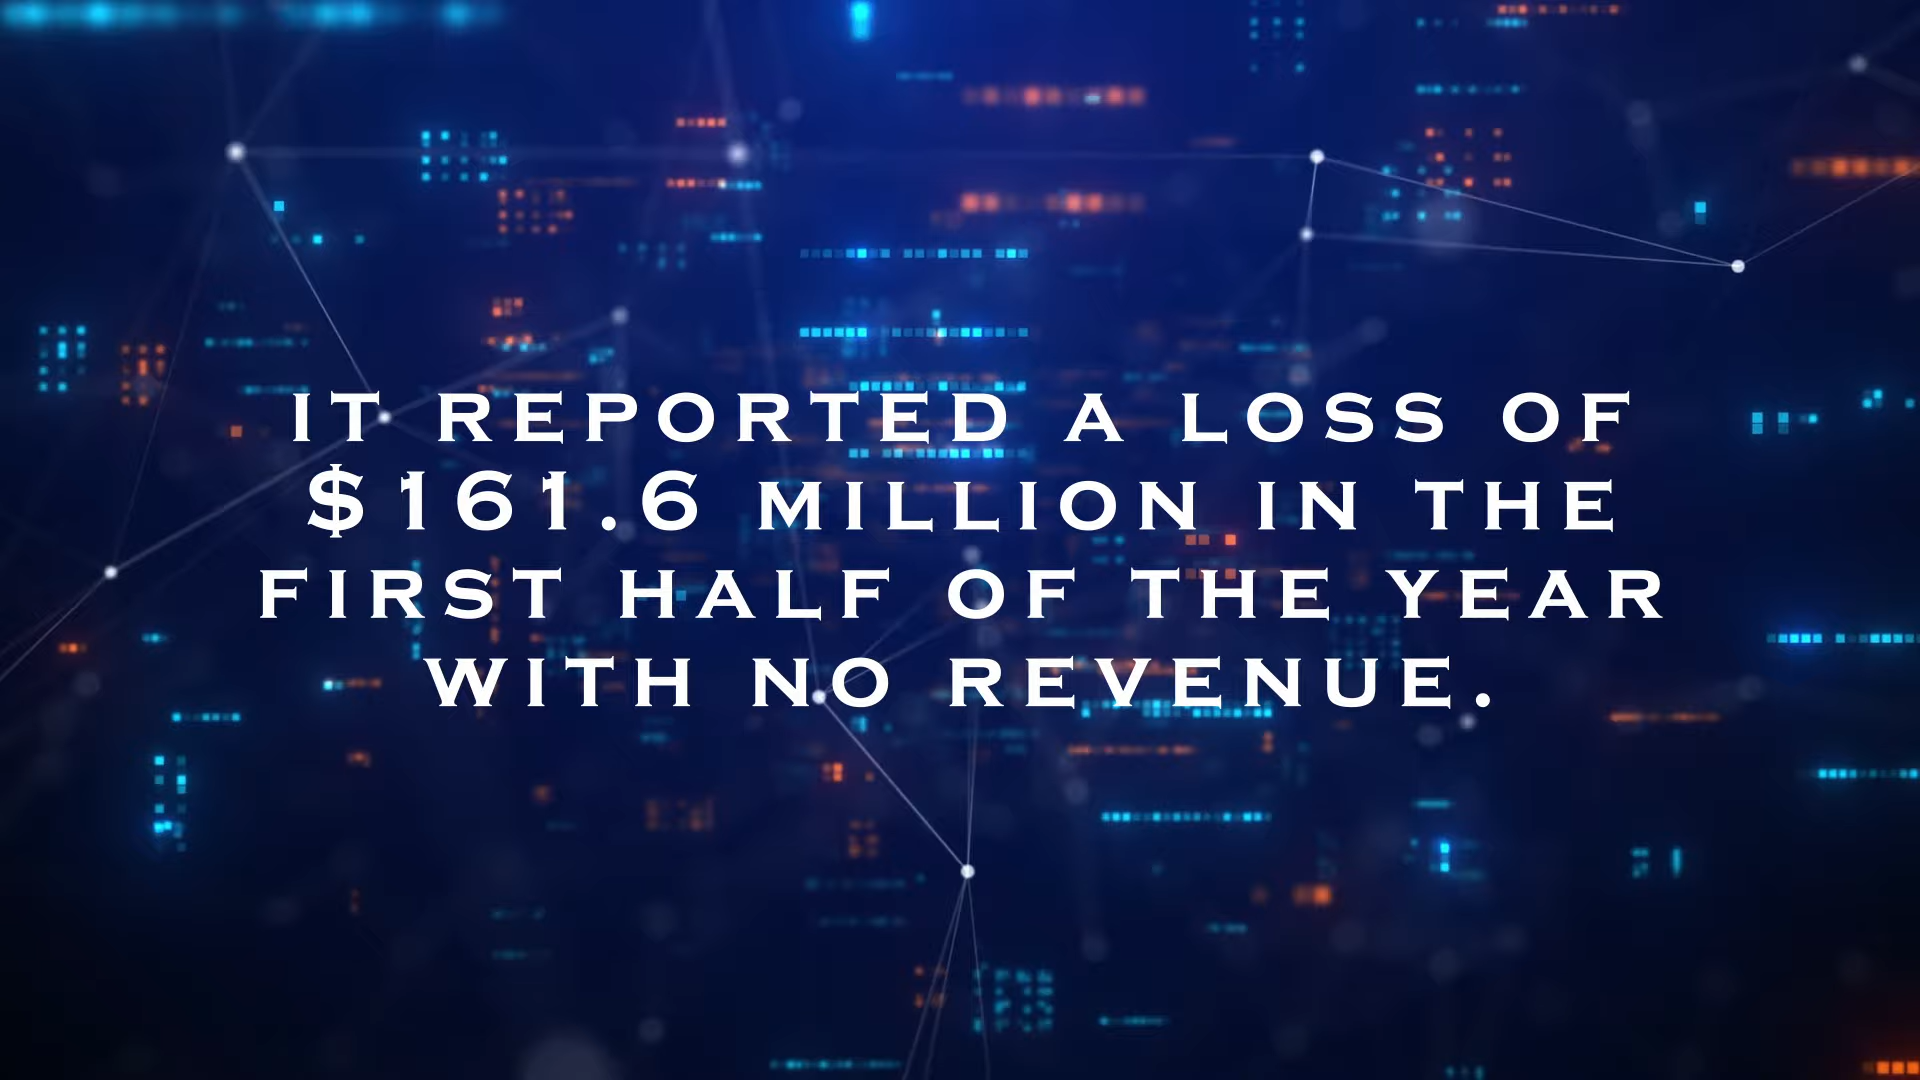 IT REPORTED A LOSS OF
$161.6 MILLION IN THE
FIRST HALF OF THE YEAR
WITH NO REVENUE.